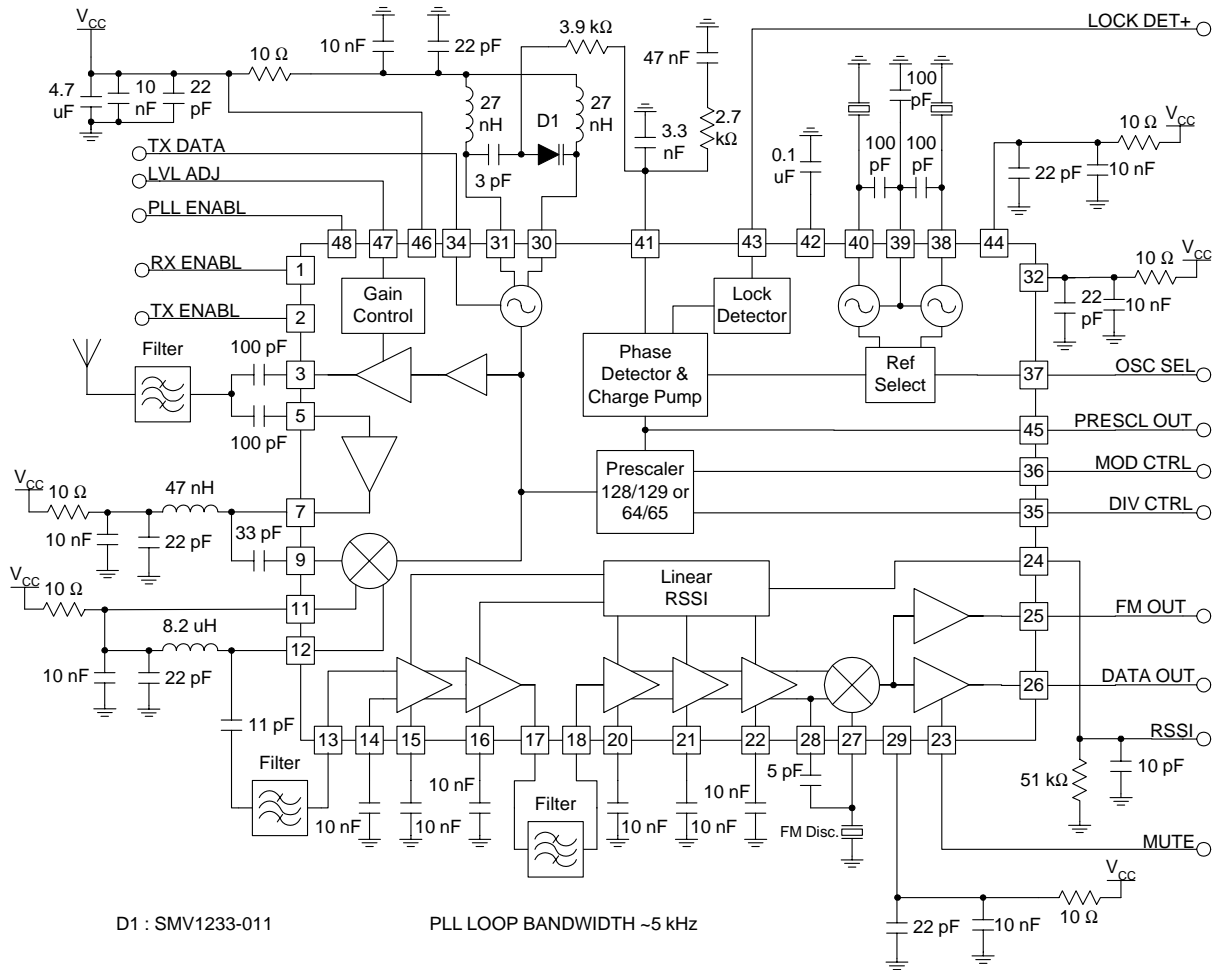 VCC
10 Ω
4.7 uF
10 nF
22 pF
10 nF
22 pF
3.9 kΩ
27 nH
D1
27 nH
3 pF
47 nF
3.3 nF
2.7 kΩ
0.1 uF
100 pF
100 pF
100 pF
LOCK DET+
VCC
10 Ω
22 pF
10 nF
TX DATA
LVL ADJ
PLL ENABL
RX ENABL
TX ENABL
48
47
46
34
31
30
41
43
42
40
39
38
44
1
2
3
5
7
9
11
12
32
VCC
10 Ω
22 pF
10 nF
Gain Control
Lock Detector
Phase Detector & Charge Pump
Ref Select
Filter
100 pF
100 pF
37
OSC SEL
45
PRESCL OUT
36
MOD CTRL
35
DIV CTRL
Prescaler
128/129 or
64/65
VCC
10 Ω
47 nH
10 nF
22 pF
33 pF
VCC
10 Ω
8.2 uH
10 nF
22 pF
11 pF
Linear RSSI
24
25
FM OUT
26
DATA OUT
RSSI
51 kΩ
10 pF
MUTE
13
14
15
16
17
18
20
21
22
28
27
29
23
Filter
10 nF
10 nF
10 nF
Filter
10 nF
10 nF
10 nF
5 pF
FM Disc.
VCC
10 Ω
22 pF
10 nF
D1 : SMV1233-011
PLL LOOP BANDWIDTH ~5 kHz